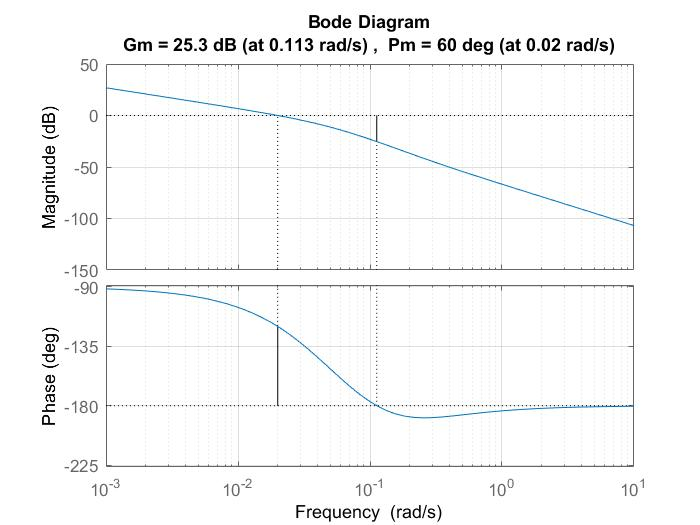 Bode Diagram
Gm = 25.3 dB (at 0.113 rad/s) ,  Pm = 60 deg (at 0.02 rad/s)
Magnitude (dB)
50
0
-50
-100
-150
Phase (deg)
-90
-135
-180
-225
10-3
10-2
10-1
100
101
Frequency  (rad/s)